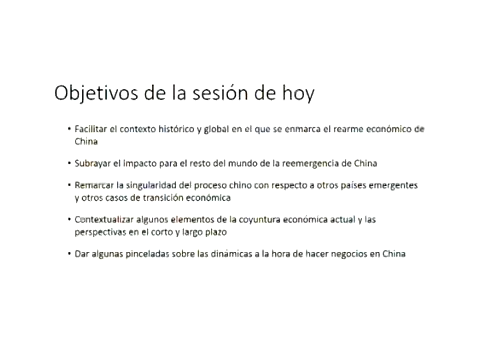 Objetivos de la sesión de hoy
• Facilitar el contexto histórico y global en el que se enmarca el rearme económico de
China
• Subrayar el impacto para el resto del mundo de la reemergencia de China
• Remarcar la singularidad del proceso chino con respecto a otros países emergentes
y otros casos de transición económica
• Contextualizar algunos elementos de la coyuntura económica actual y las
perspectivas en el corto y largo plazo
• Dar algunas pinceladas sobre las dinámicas a la hora de hacer negocios en China